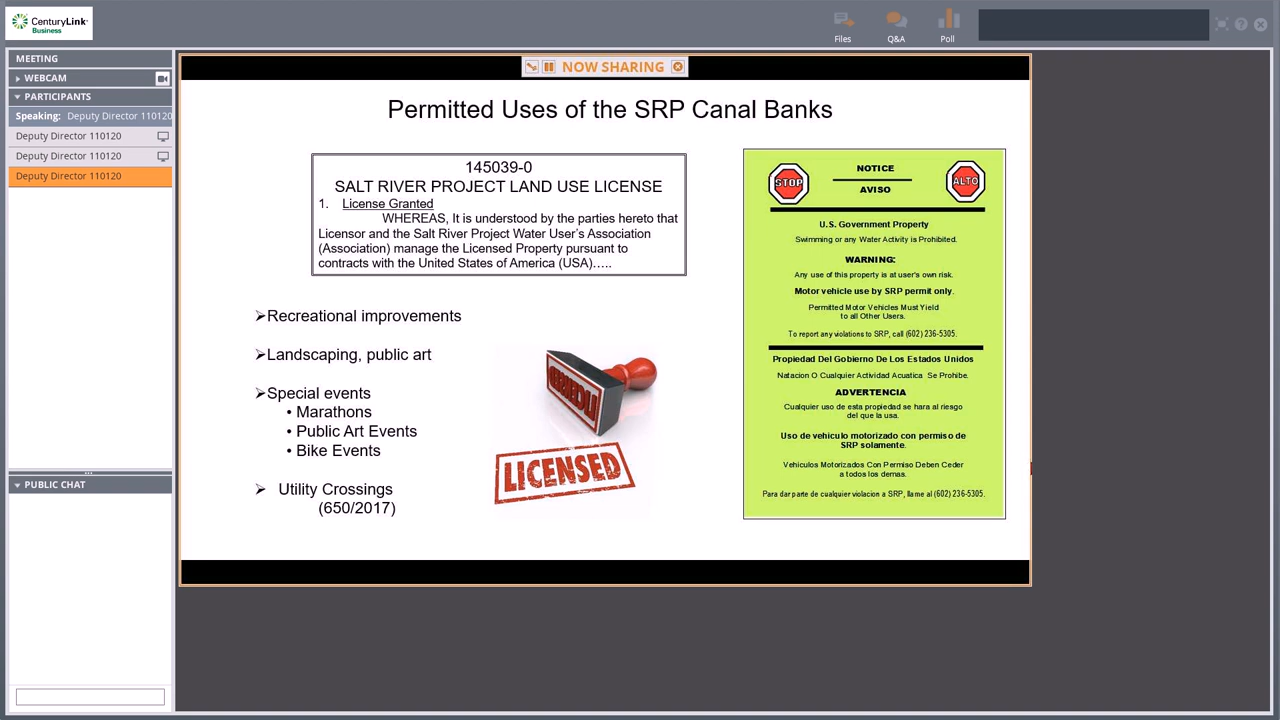 CenturyLink®
Business
Files
Q&A
Poll
MEETING
WEBCAM
PARTICIPANTS
Speaking: Deputy Director 110120
Deputy Director 110120
Deputy Director 110120
Deputy Director 110120
PUBLIC CHAT
NOW SHARING
Permitted Uses of the SRP Canal Banks
145039-0
SALT RIVER PROJECT LAND USE LICENSE
1. License Granted
WHEREAS, It is understood by the parties hereto that
Licensor and the Salt River Project Water User's Association
(Association) manage the Licensed Property pursuant to
contracts with the United States of America (USA)…..
➢Recreational improvements
➢Landscaping, public art
➢Special events
• Marathons
• Public Art Events
• Bike Events
➢ Utility Crossings
(650/2017)
LICENSED
STOP
NOTICE
AVISO
ALTO
U.S. Government Property
Swimming or any Water Activity is Prohibited.
WARNING:
Any use of this property is at user's own risk.
Motor vehicle use by SRP permit only.
Permitted Motor Vehicles Must Yield
to all Other Users.
To report any violations to SRP, call (602) 236-5305.
Propiedad Del Gobierno De Los Estados Unidos
Natacion O Cualquier Actividad Acuatica Se Prohibe.
ADVERTENCIA
Cualquier uso de esta propiedad se hara al riesgo
del que la usa.
Uso de vehiculo motorizado con permiso de
SRP solamente.
Vehiculos Motorizados Con Permiso Deben Ceder
a todos los demas.
Para dar parte de cualquier violacion a SRP, llame al (602) 236-5305.